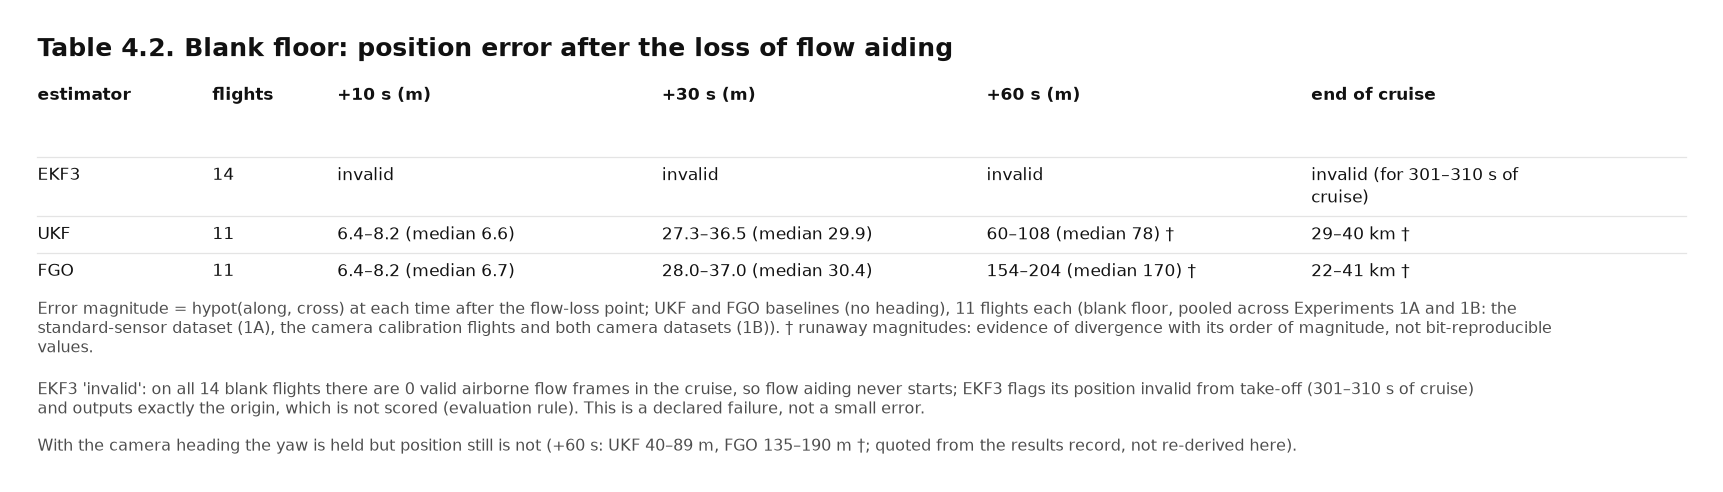 Table 4.2. Blank floor: position error after the loss of flow aiding
estimator flights +10 s (m) +30 s (m) +60 s (m) end of cruise
EKF3 14 invalid invalid invalid invalid (for 301–310 s of
cruise)
UKF 11 6.4–8.2 (median 6.6) 27.3–36.5 (median 29.9) 60–108 (median 78) † 29–40 km †
FGO 11 6.4–8.2 (median 6.7) 28.0–37.0 (median 30.4) 154–204 (median 170) † 22–41 km †
Error magnitude = hypot(along, cross) at each time after the flow-loss point; UKF and FGO baselines (no heading), 11 flights each (blank floor, pooled across Experiments 1A and 1B: the
standard-sensor dataset (1A), the camera calibration flights and both camera datasets (1B)). † runaway magnitudes: evidence of divergence with its order of magnitude, not bit-reproducible
values.
EKF3 'invalid': on all 14 blank flights there are 0 valid airborne flow frames in the cruise, so flow aiding never starts; EKF3 flags its position invalid from take-off (301–310 s of cruise)
and outputs exactly the origin, which is not scored (evaluation rule). This is a declared failure, not a small error.
With the camera heading the yaw is held but position still is not (+60 s: UKF 40–89 m, FGO 135–190 m †; quoted from the results record, not re-derived here).